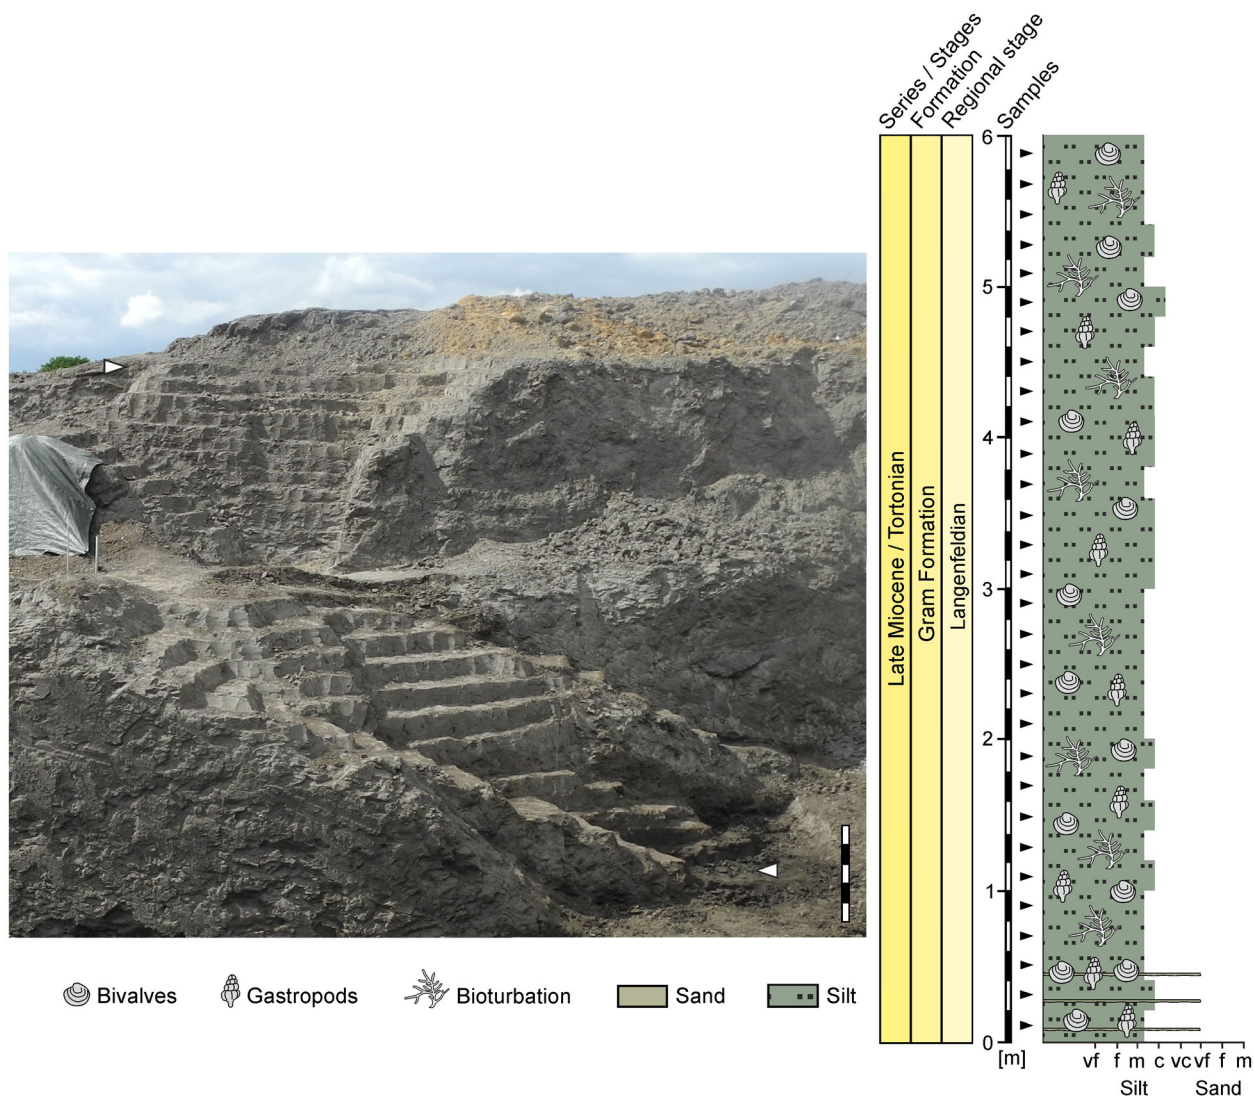 Series / Stages
Formation
Regional stage
Samples
6
5
4
3
2
1
0
[m]
Late Miocene / Tortonian
Gram Formation
Langenfeldian
vf f m c vc vf f m
Silt Sand
Bivalves Gastropods Bioturbation Sand Silt